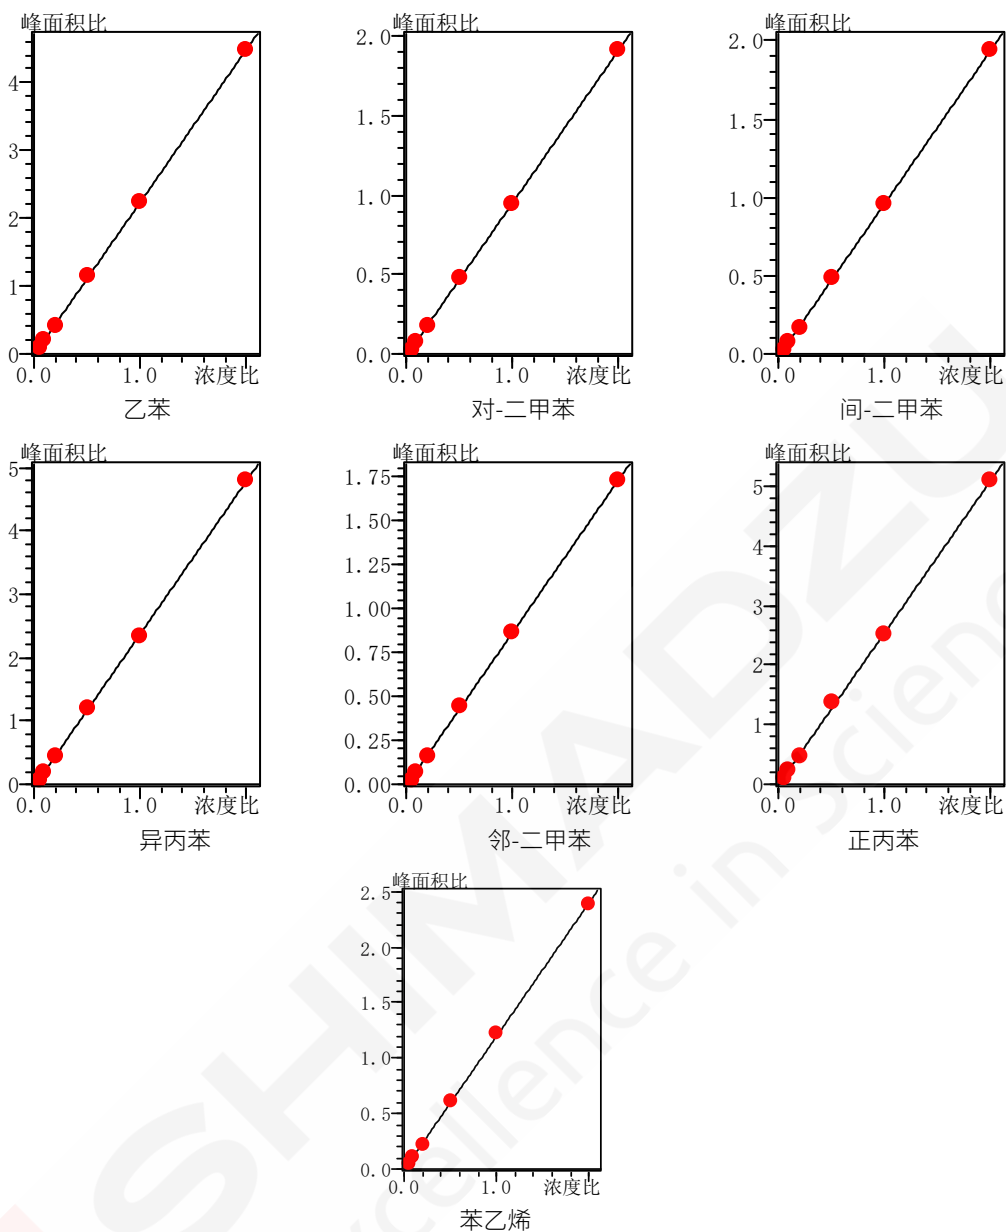 峰面积比 峰面积比 峰面积比
4 2.0 2.0
3 1.5 1.5
2 1.0 1.0
1 0.5 0.5
0 0.0 0.0
0.0 1.0 浓度比 0.0 1.0 浓度比 0.0 1.0 浓度比
乙苯 对-二甲苯 间-二甲苯
峰面积比 峰面积比 峰面积比
5 1.75 5
4 1.50 4
3 1.25 3
2 1.00 2
1 0.75 1
0 0.50 0
0.25
0.00
0.0 1.0 浓度比 0.0 1.0 浓度比 0.0 1.0 浓度比
异丙苯 邻-二甲苯 正丙苯
峰面积比
2.5
2.0
1.5
1.0
0.5
0.0
0.0 1.0 浓度比
苯乙烯
SHIMADZU
Excellence in Science